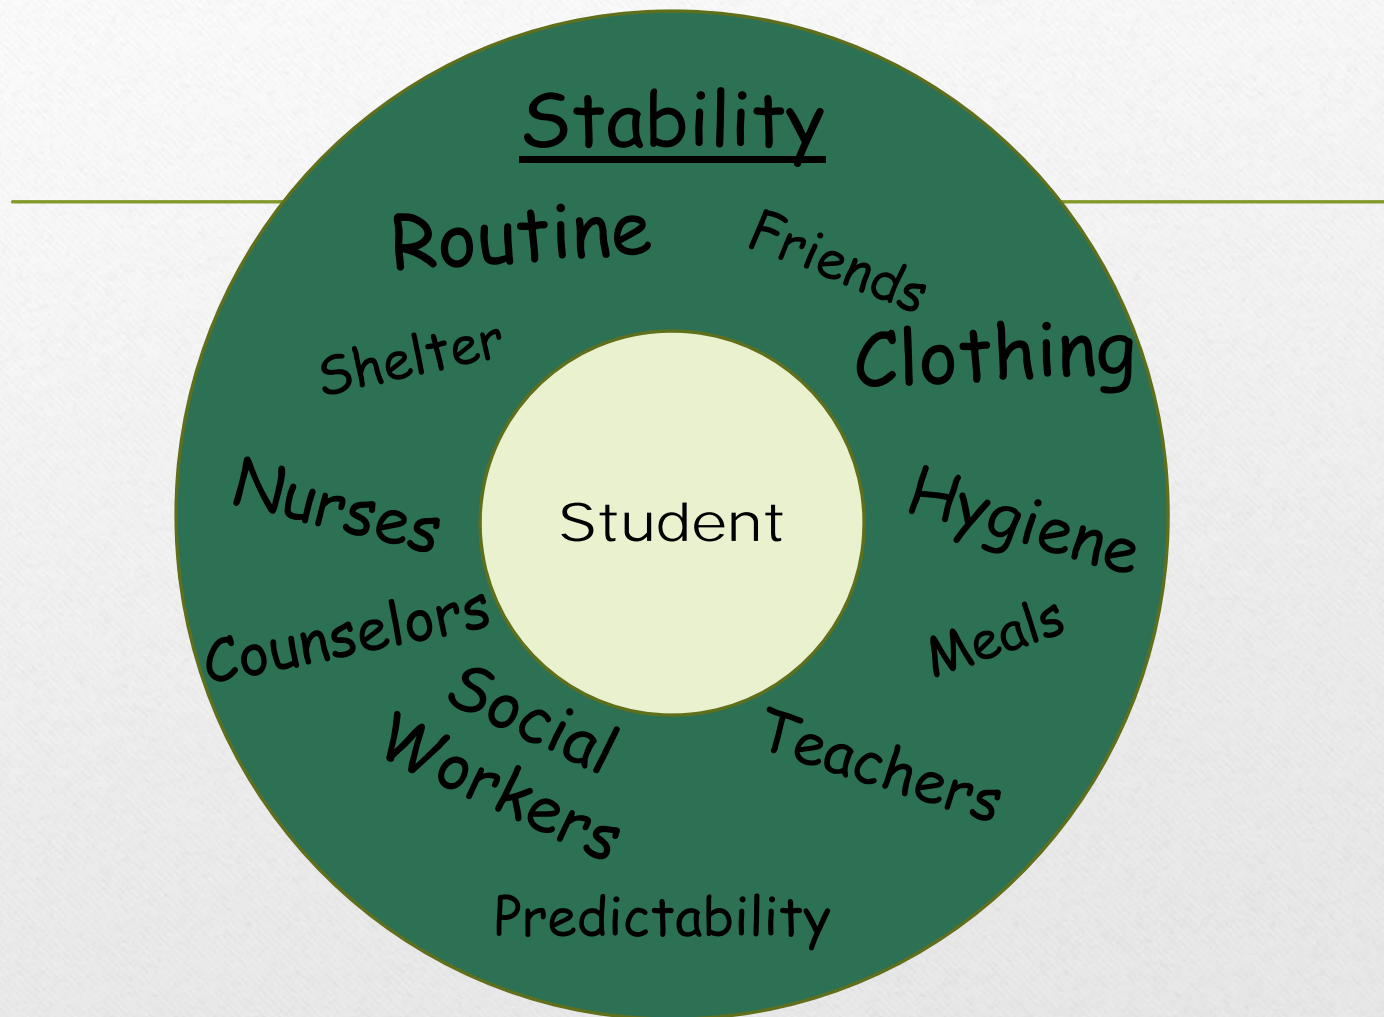 Stability
Routine
Friends
Shelter
Clothing
Nurses
Student
Hygiene
Counselors
Meals
Social
Workers
Teachers
Predictability